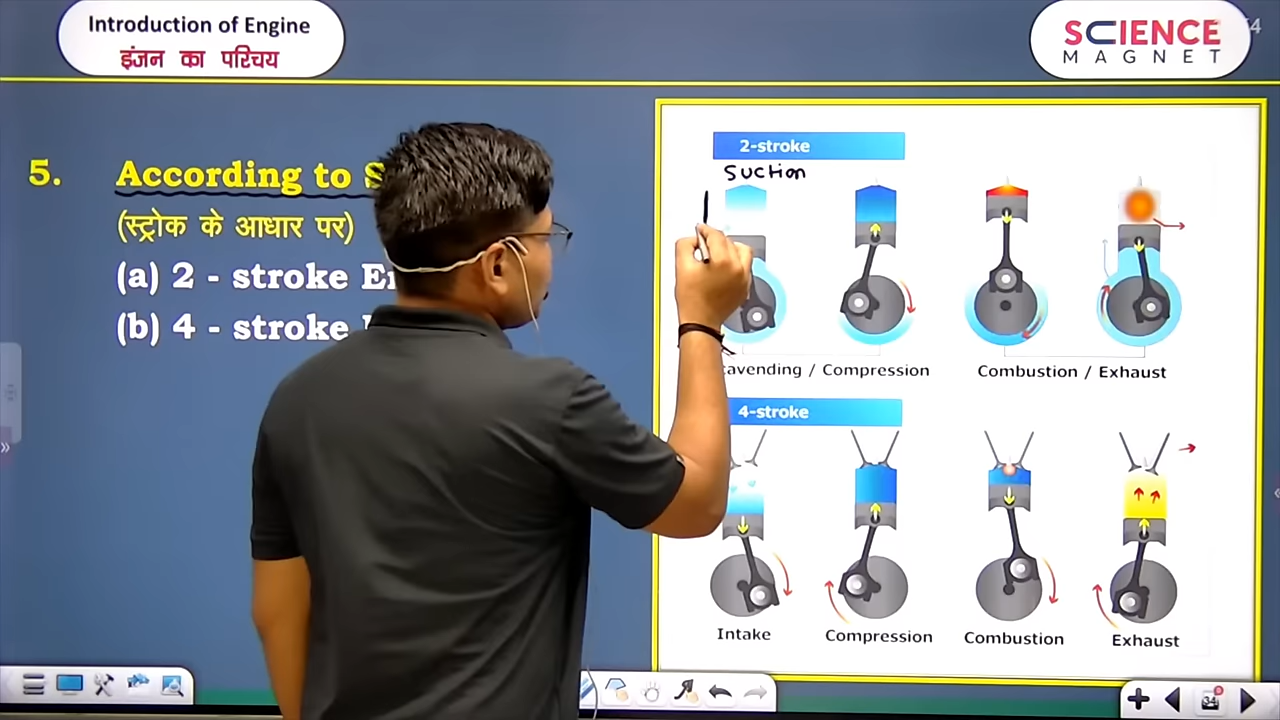 Introduction of Engine
इंजन का परिचय
SCIENCE
MAGNET
5. According to
(स्ट्रोक के आधार पर)
(a) 2 - stroke
(b) 4 - stroke
2-stroke
Suction
/ Compression
Combustion / Exhaust
4-stroke
Intake
Compression
Combustion
Exhaust
34